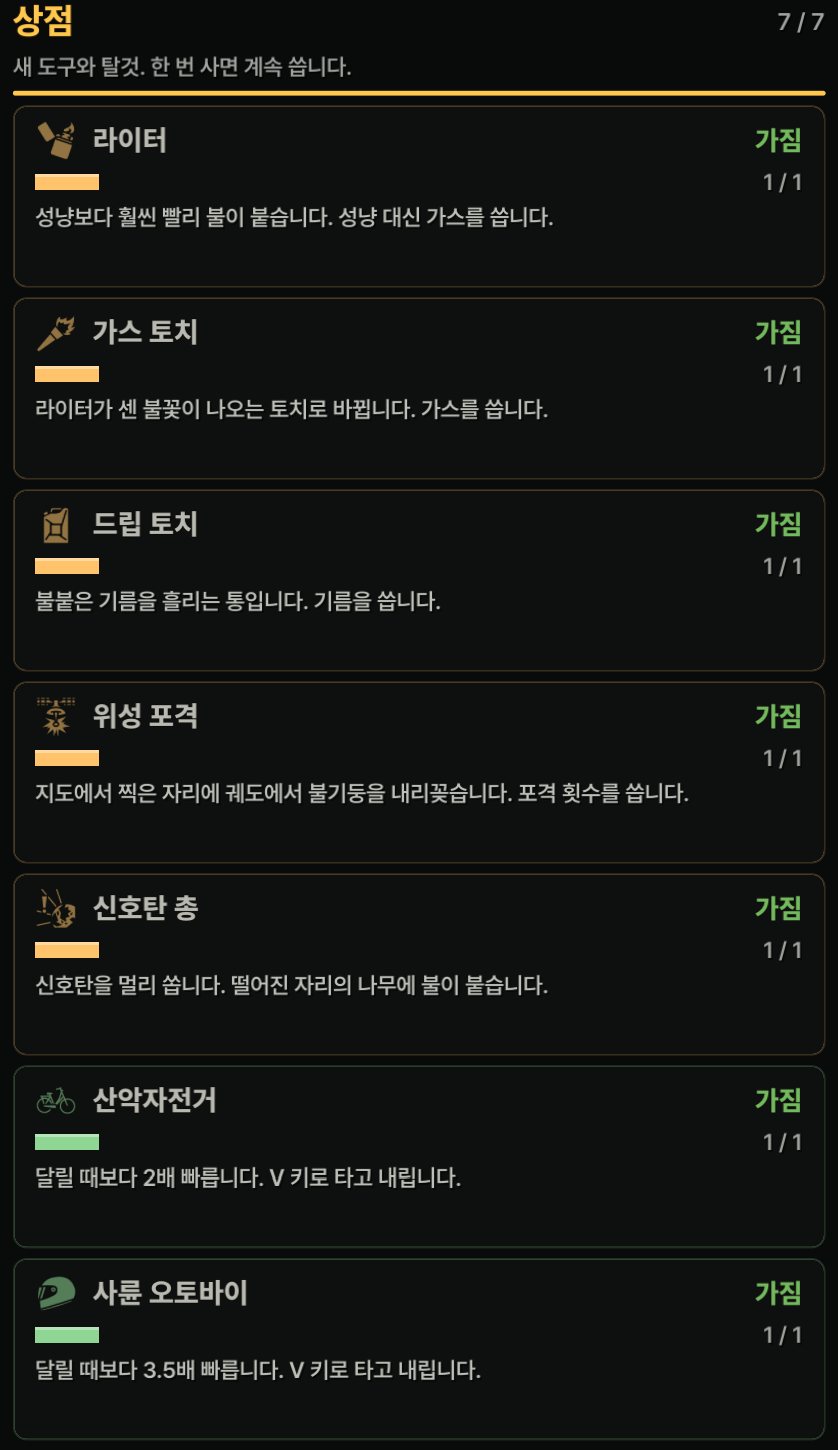 상점
7 / 7
새 도구와 탈것. 한 번 사면 계속 씁니다.
라이터
가짐
1 / 1
성냥보다 훨씬 빨리 불이 붙습니다. 성냥 대신 가스를 씁니다.
가스 토치
가짐
1 / 1
라이터가 센 불꽃이 나오는 토치로 바뀝니다. 가스를 씁니다.
드립 토치
가짐
1 / 1
불붙은 기름을 흘리는 통입니다. 기름을 씁니다.
위성 포격
가짐
1 / 1
지도에서 찍은 자리에 궤도에서 불기둥을 내리꽂습니다. 포격 횟수를 씁니다.
신호탄 총
가짐
1 / 1
신호탄을 멀리 쏩니다. 떨어진 자리의 나무에 불이 붙습니다.
산악자전거
가짐
1 / 1
달릴 때보다 2배 빠릅니다. V 키로 타고 내립니다.
사륜 오토바이
가짐
1 / 1
달릴 때보다 3.5배 빠릅니다. V 키로 타고 내립니다.